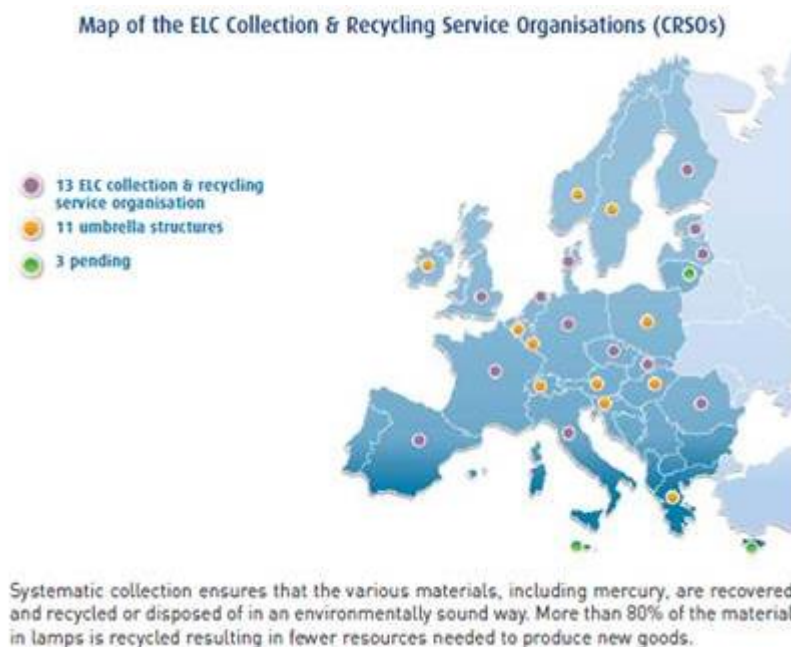 Map of the ELC Collection & Recycling Service Organisations (CRSOs)
13 ELC collection & recycling
service organisation
11 umbrella structures
3 pending
Systematic collection ensures that the various materials, including mercury, are recovered
and recycled or disposed of in an environmentally sound way. More than 80% of the material
in lamps is recycled resulting in fewer resources needed to produce new goods.